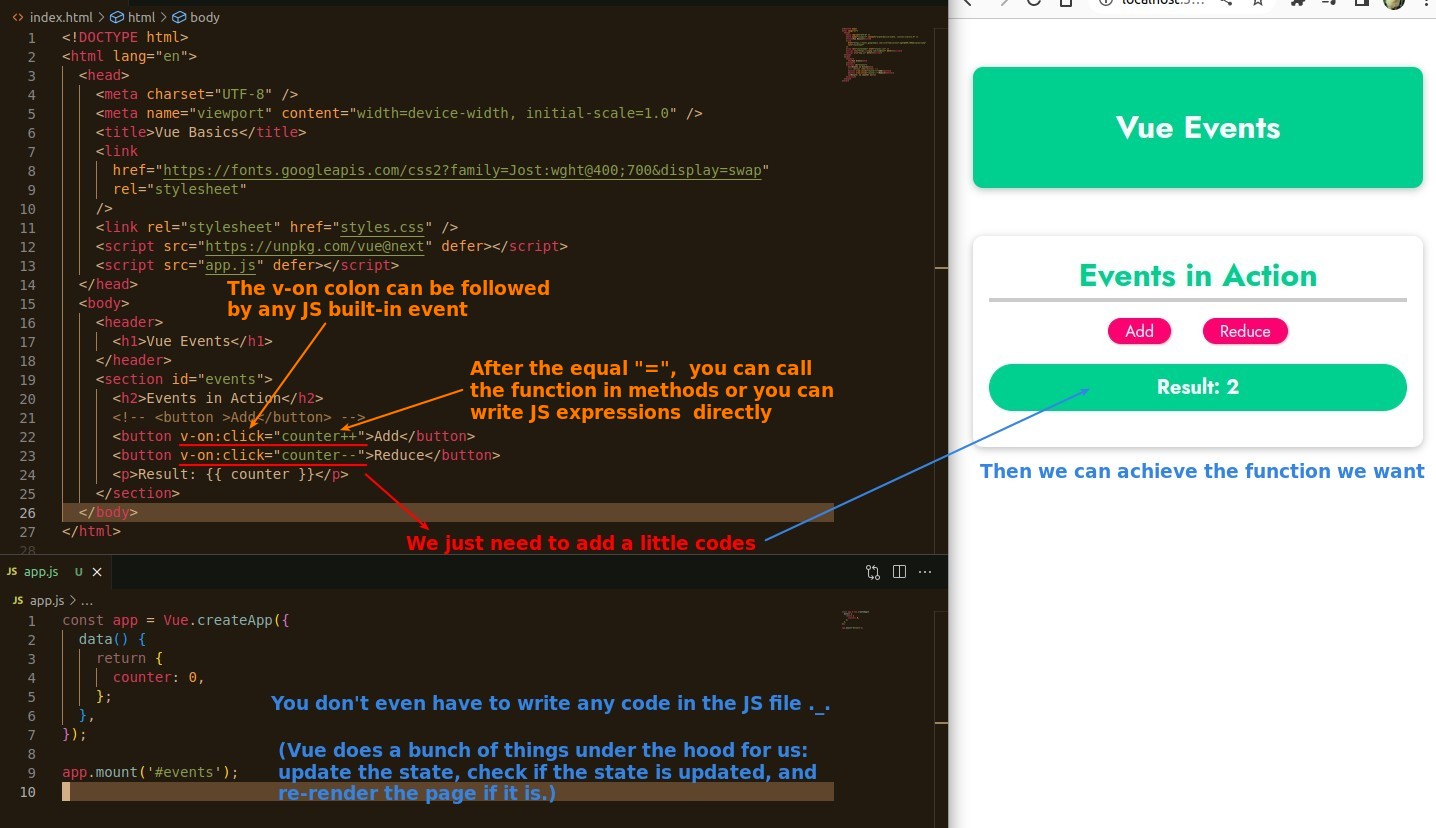 index.html > html > body
1 <!DOCTYPE html>
2 <html lang="en">
3 <head>
4 <meta charset="UTF-8" />
5 <meta name="viewport" content="width=device-width, initial-scale=1.0" />
6 <title>Vue Basics</title>
7 <link
8 href="https://fonts.googleapis.com/css2?family=Jost:wght@400;700&display=swap"
9 rel="stylesheet"
10 />
11 <link rel="stylesheet" href="styles.css" />
12 <script src="https://unpkg.com/vue@next" defer></script>
13 <script src="app.js" defer></script>
14 </head>
The v-on colon can be followed
by any JS built-in event
15 <body>
16 <header>
17 <h1>Vue Events</h1>
18 </header>
19 <section id="events">
20 <h2>Events in Action</h2>
21 <!-- <button >Add</button> -->
22 <button v-on:click="counter++">Add</button>
23 <button v-on:click="counter--">Reduce</button>
24 <p>Result: {{ counter }}</p>
25 </section>
26 </body>
27 </html>
28
After the equal "=", you can call
the function in methods or you can
write JS expressions directly
We just need to add a little codes
JS app.js U ×
JS app.js > ...
1 const app = Vue.createApp({
2 data() {
3 return {
4 counter: 0,
5 };
6 },
7 });
8
9 app.mount('#events');
10
You don't even have to write any code in the JS file ._.
(Vue does a bunch of things under the hood for us:
update the state, check if the state is updated, and
re-render the page if it is.)
Vue Events
Events in Action
Add Reduce
Result: 2
Then we can achieve the function we want